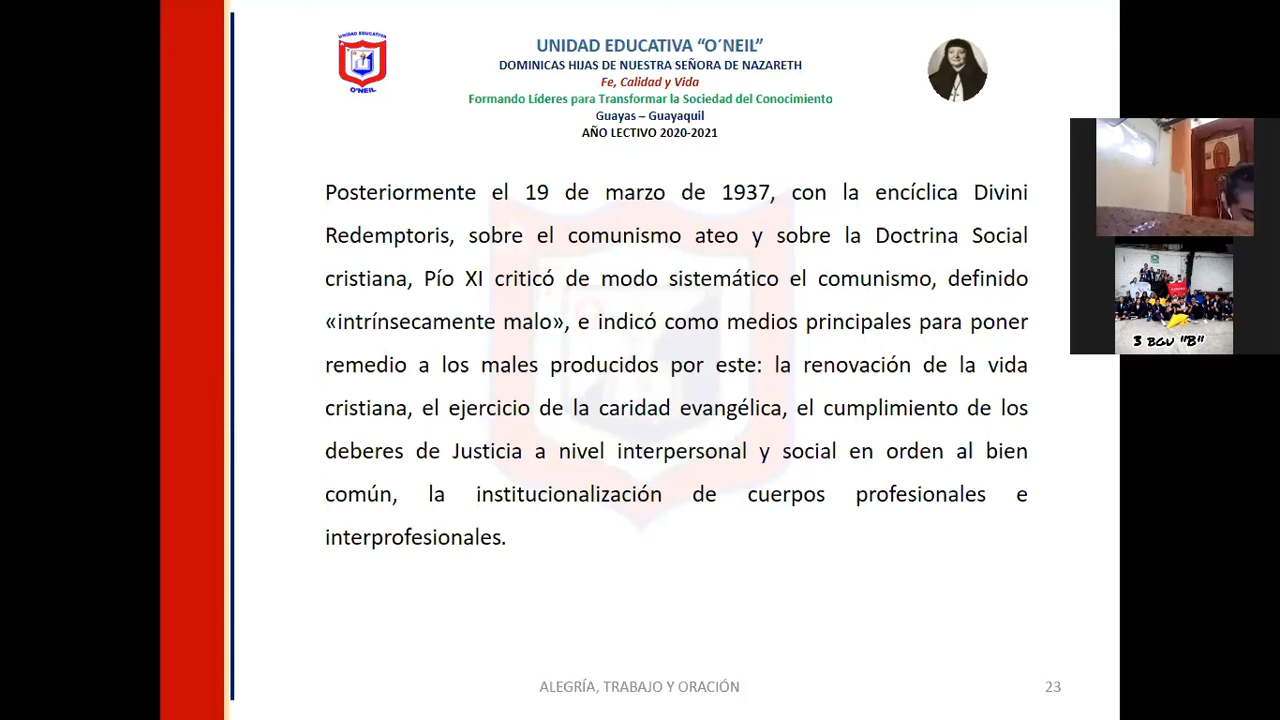 UNIDAD EDUCATIVA
O'NEIL
UNIDAD EDUCATIVA “O´NEIL”
DOMINICAS HIJAS DE NUESTRA SEÑORA DE NAZARETH
Fe, Calidad y Vida
Formando Líderes para Transformar la Sociedad del Conocimiento
Guayas – Guayaquil
AÑO LECTIVO 2020-2021
Posteriormente el 19 de marzo de 1937, con la encíclica Divini
Redemptoris, sobre el comunismo ateo y sobre la Doctrina Social
cristiana, Pío XI criticó de modo sistemático el comunismo, definido
«intrínsecamente malo», e indicó como medios principales para poner
remedio a los males producidos por este: la renovación de la vida
cristiana, el ejercicio de la caridad evangélica, el cumplimiento de los
deberes de Justicia a nivel interpersonal y social en orden al bien
común, la institucionalización de cuerpos profesionales e
interprofesionales.
3 BGU "B"
ALEGRÍA, TRABAJO Y ORACIÓN
23